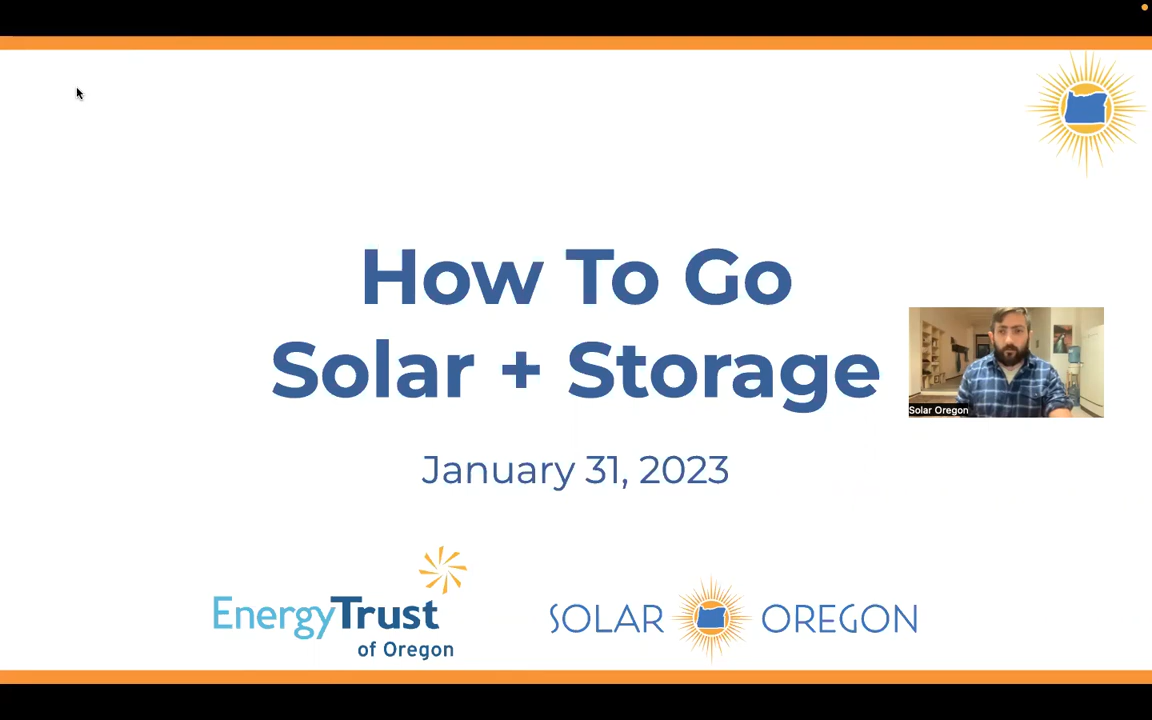 How To Go
Solar + Storage
Solar Oregon
January 31, 2023
EnergyTrust
of Oregon
SOLAR OREGON